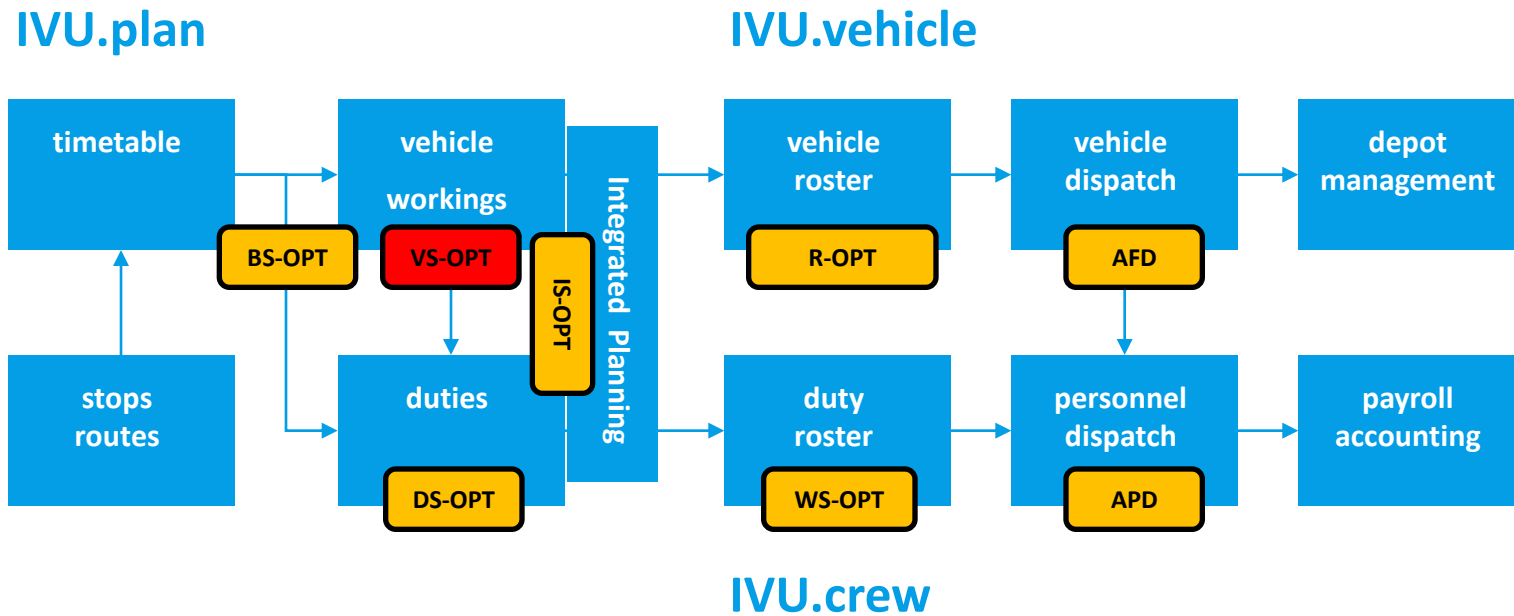 IVU.plan
IVU.vehicle
timetable
vehicle
workings
vehicle
roster
vehicle
dispatch
depot
management
BS-OPT
VS-OPT
IS-OPT
Integrated Planning
R-OPT
AFD
stops
routes
duties
duty
roster
personnel
dispatch
payroll
accounting
DS-OPT
WS-OPT
APD
IVU.crew